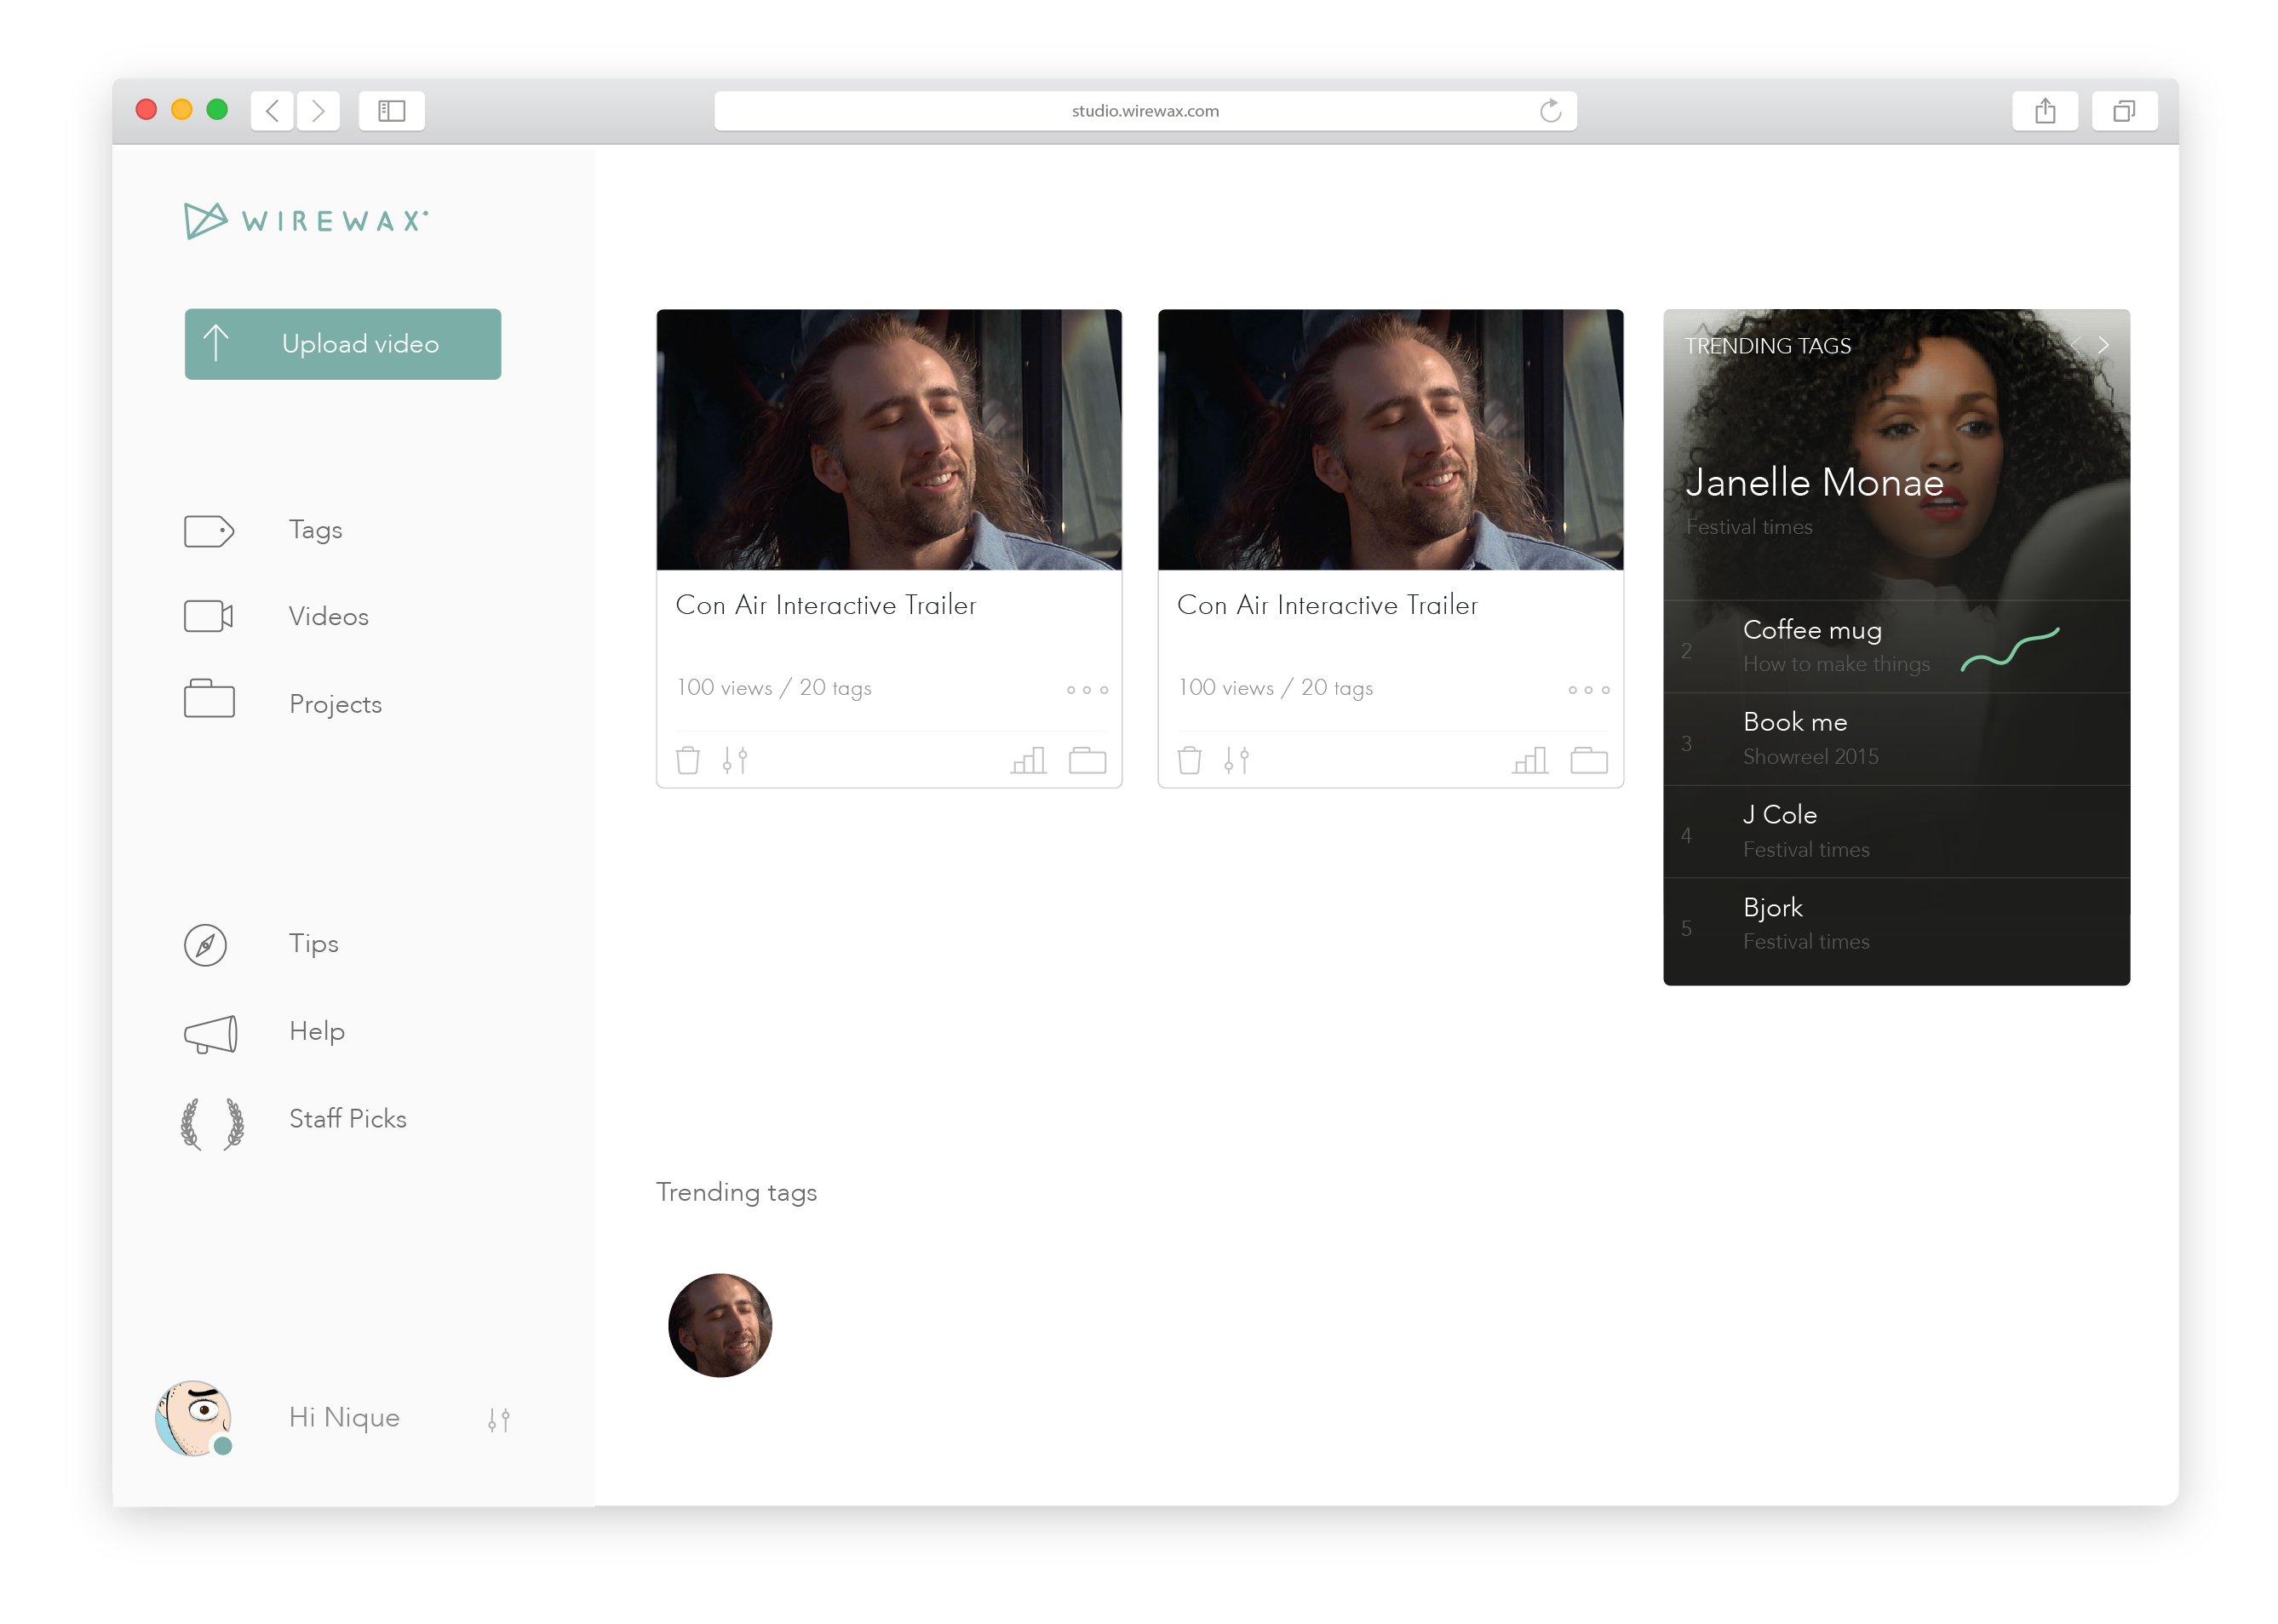 studio.wirewax.com
WIREWAX
Upload video
Tags
Videos
Projects
Tips
Help
Staff Picks
Hi Nique
Con Air Interactive Trailer
100 views / 20 tags
Con Air Interactive Trailer
100 views / 20 tags
TRENDING TAGS
Janelle Monae
Festival times
2
Coffee mug
How to make things
3
Book me
Showreel 2015
4
J Cole
Festival times
5
Bjork
Festival times
Trending tags